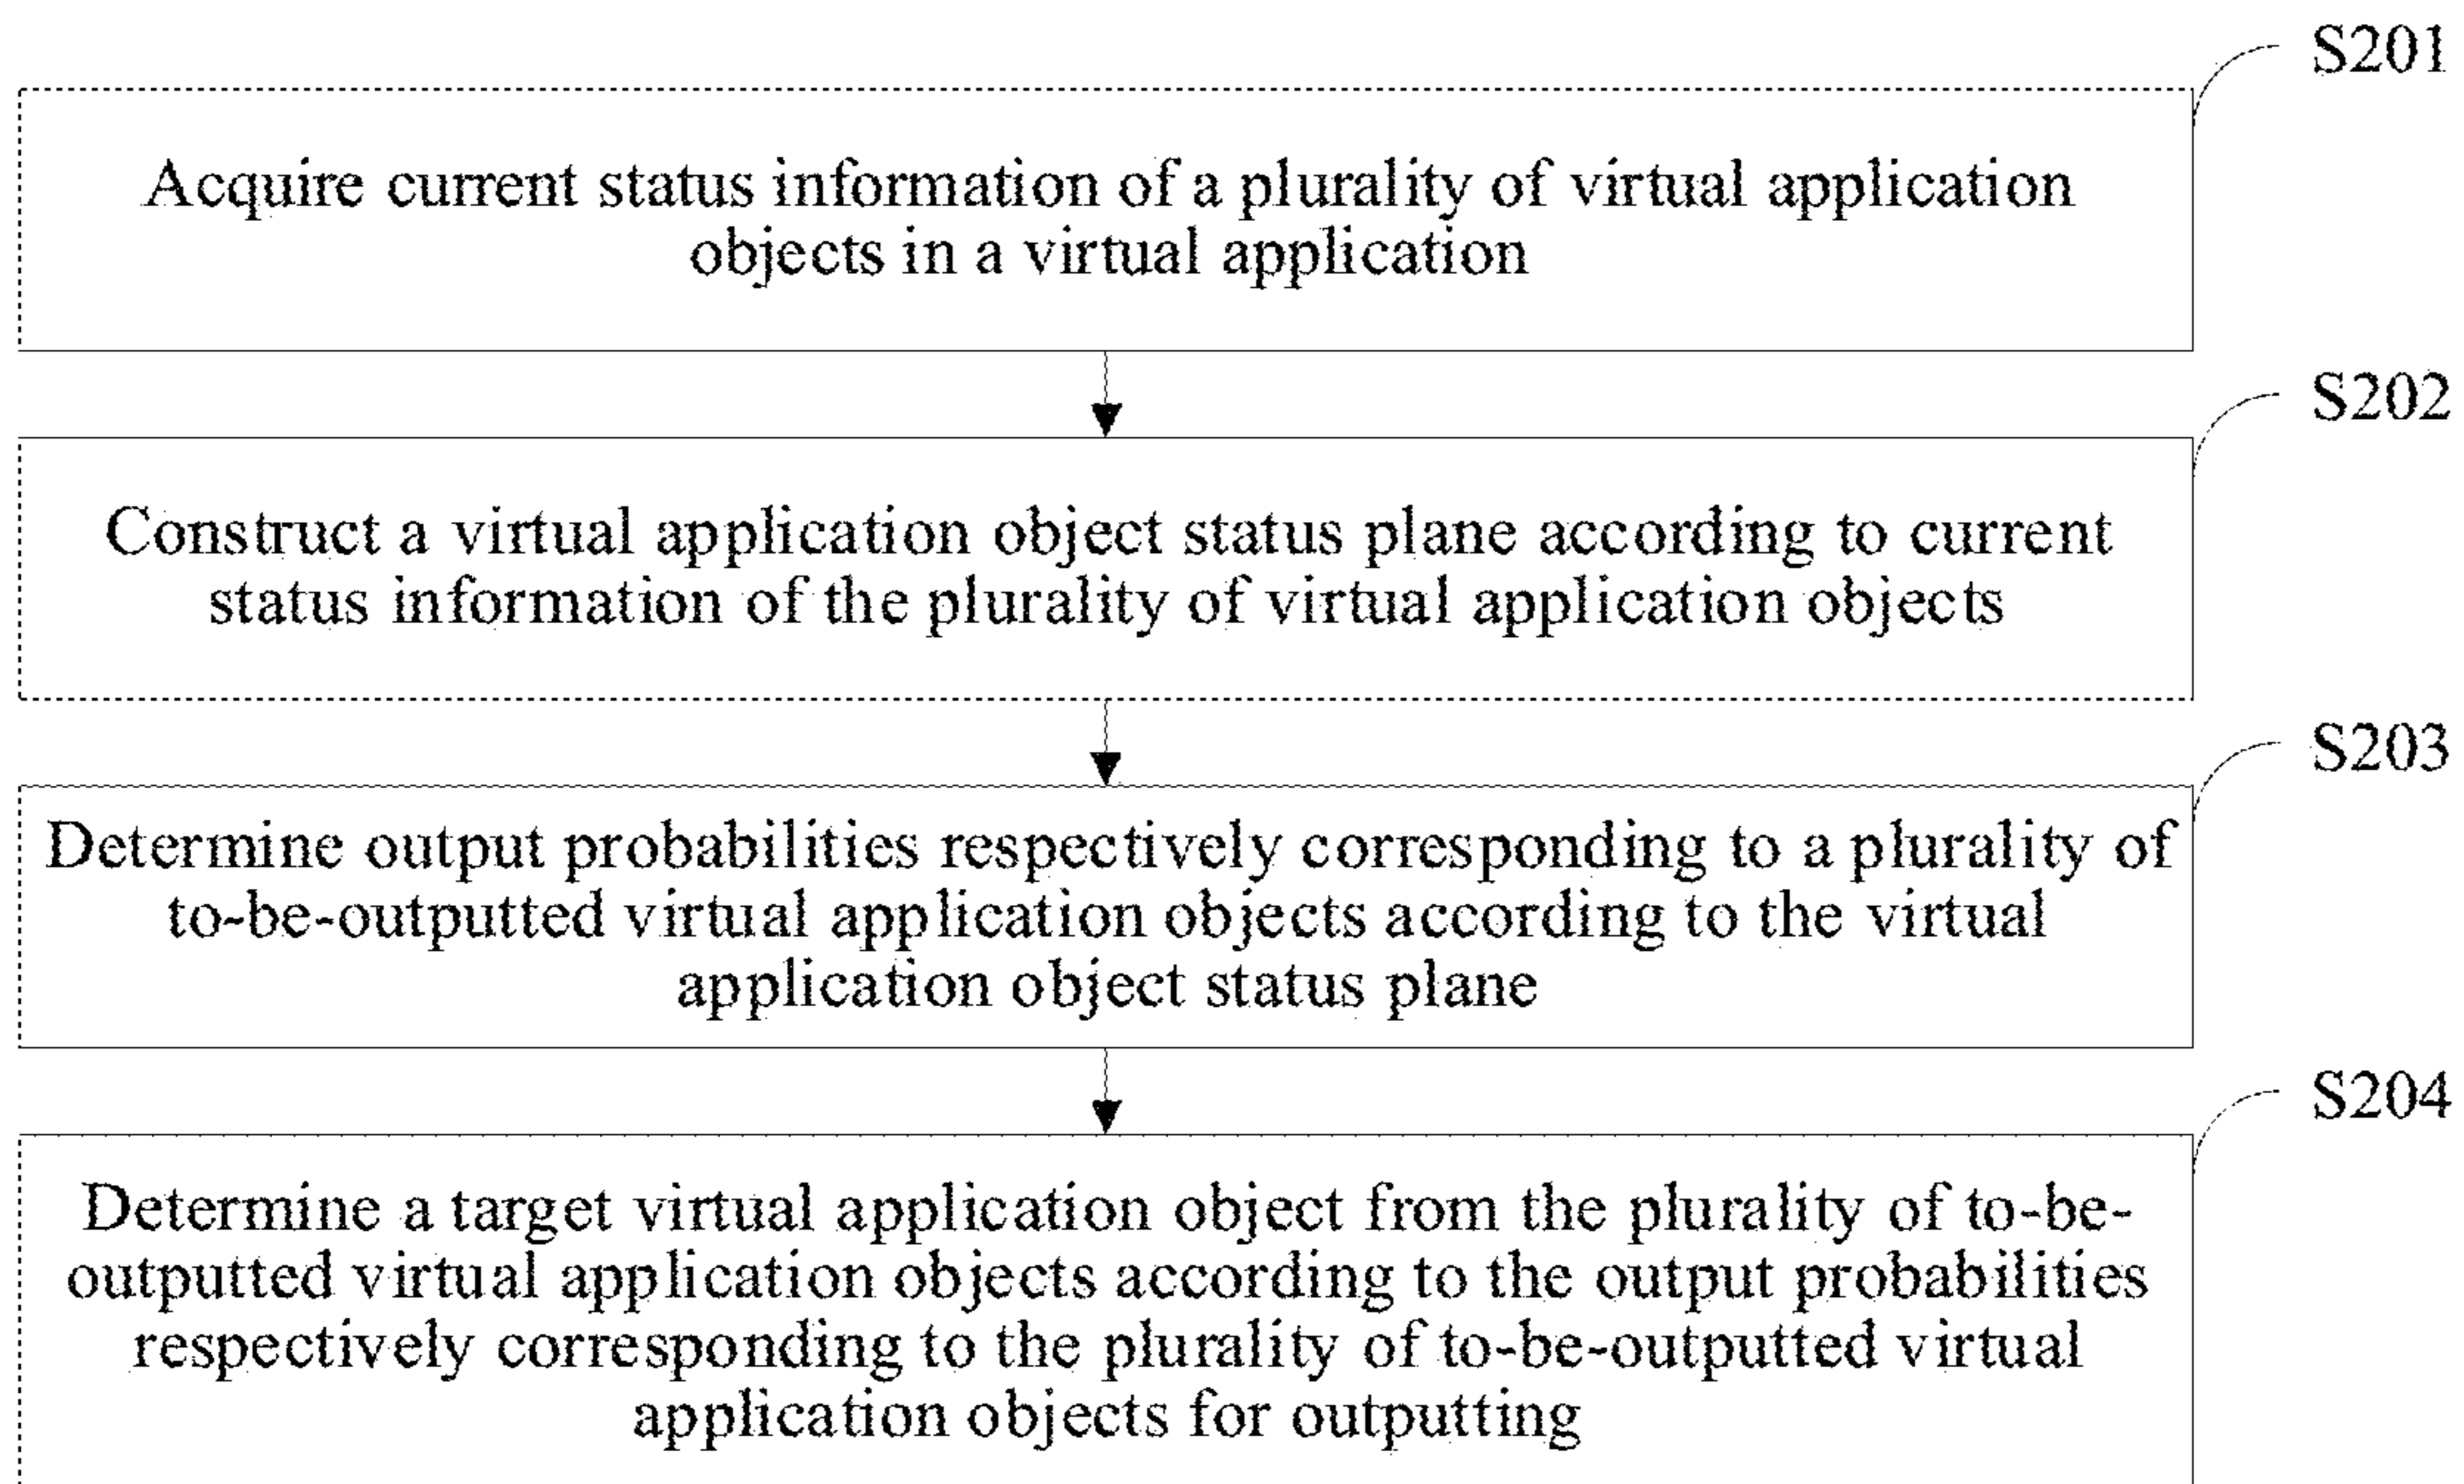 S201
Acquire current status information of a plurality of virtual application
objects in a virtual application
S202
Construct a virtual application object status plane according to current
status information of the plurality of virtual application objects
S203
Determine output probabilities respectively corresponding to a plurality of
to-be-outputted virtual application objects according to the virtual
application object status plane
S204
Determine a target virtual application object from the plurality of to-be-
outputted virtual application objects according to the output probabilities
respectively corresponding to the plurality of to-be-outputted virtual
application objects for outputting